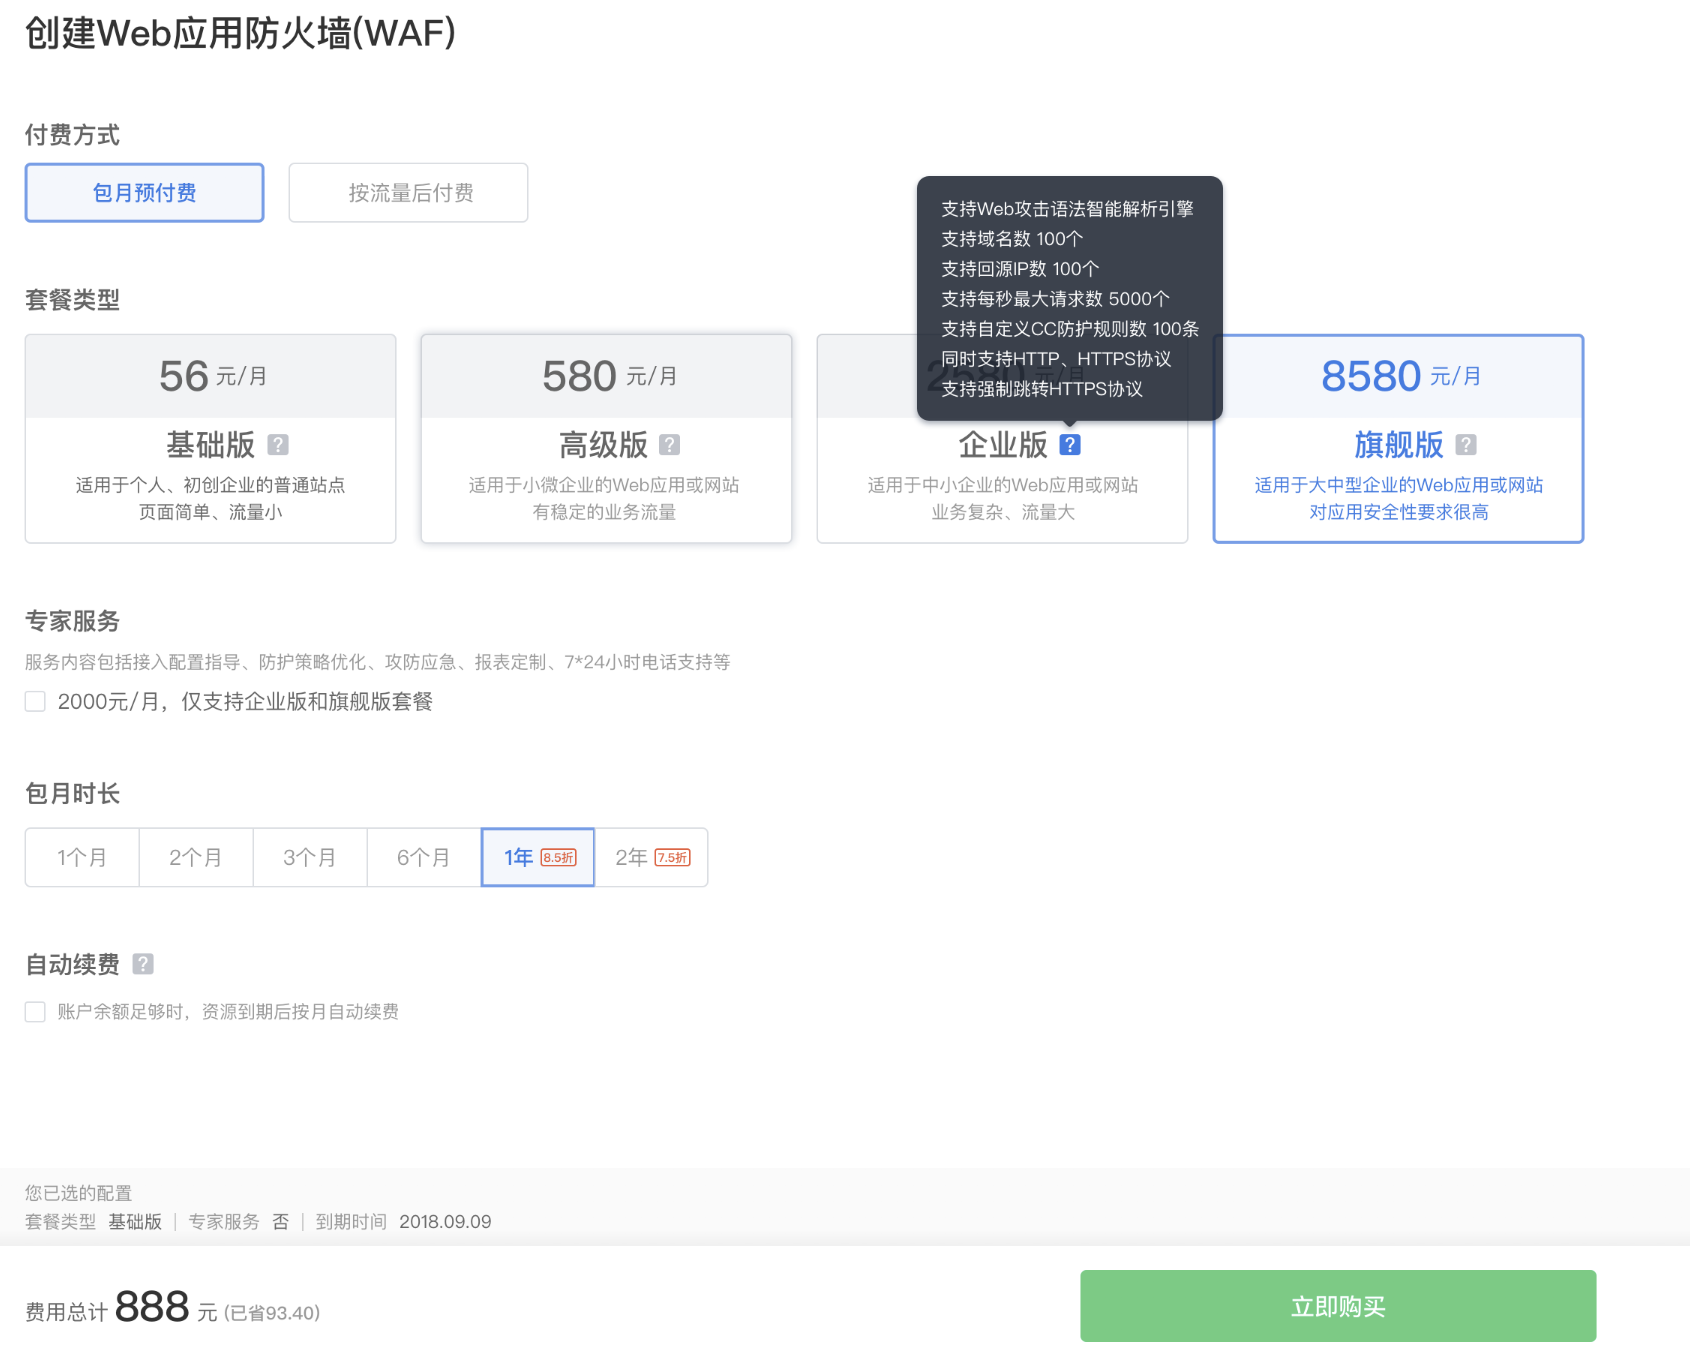 创建Web应用防火墙(WAF)
付费方式
包月预付费
按流量后付费
支持Web攻击语法智能解析引擎
支持域名数 100个
支持回源IP数 100个
支持每秒最大请求数 5000个
支持自定义CC防护规则数 100条
同时支持HTTP、HTTPS协议
支持强制跳转HTTPS协议
套餐类型
56 元/月
基础版 ?
适用于个人、初创企业的普通站点
页面简单、流量小
580 元/月
高级版 ?
适用于小微企业的Web应用或网站
有稳定的业务流量
2580 元/月
企业版 ?
适用于中小企业的Web应用或网站
业务复杂、流量大
8580 元/月
旗舰版 ?
适用于大中型企业的Web应用或网站
对应用安全性要求很高
专家服务
服务内容包括接入配置指导、防护策略优化、攻防应急、报表定制、7*24小时电话支持等
2000元/月，仅支持企业版和旗舰版套餐
包月时长
1个月
2个月
3个月
6个月
1年 8.5折
2年 7.5折
自动续费 ?
账户余额足够时，资源到期后按月自动续费
您已选的配置
套餐类型 基础版 | 专家服务 否 | 到期时间 2018.09.09
费用总计 888 元 (已省93.40)
立即购买